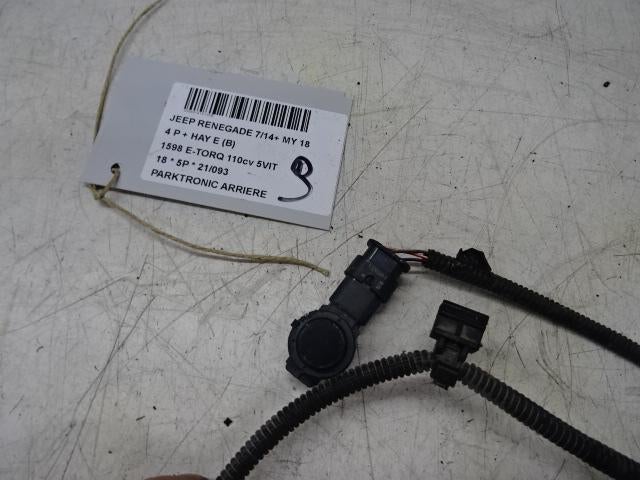 JEEP RENEGADE 7/14+ MY 18
4 P + HAY E (B)
1598 E-TORQ 110cv 5VIT
18 * 5P * 21/093
PARKTRONIC ARRIERE